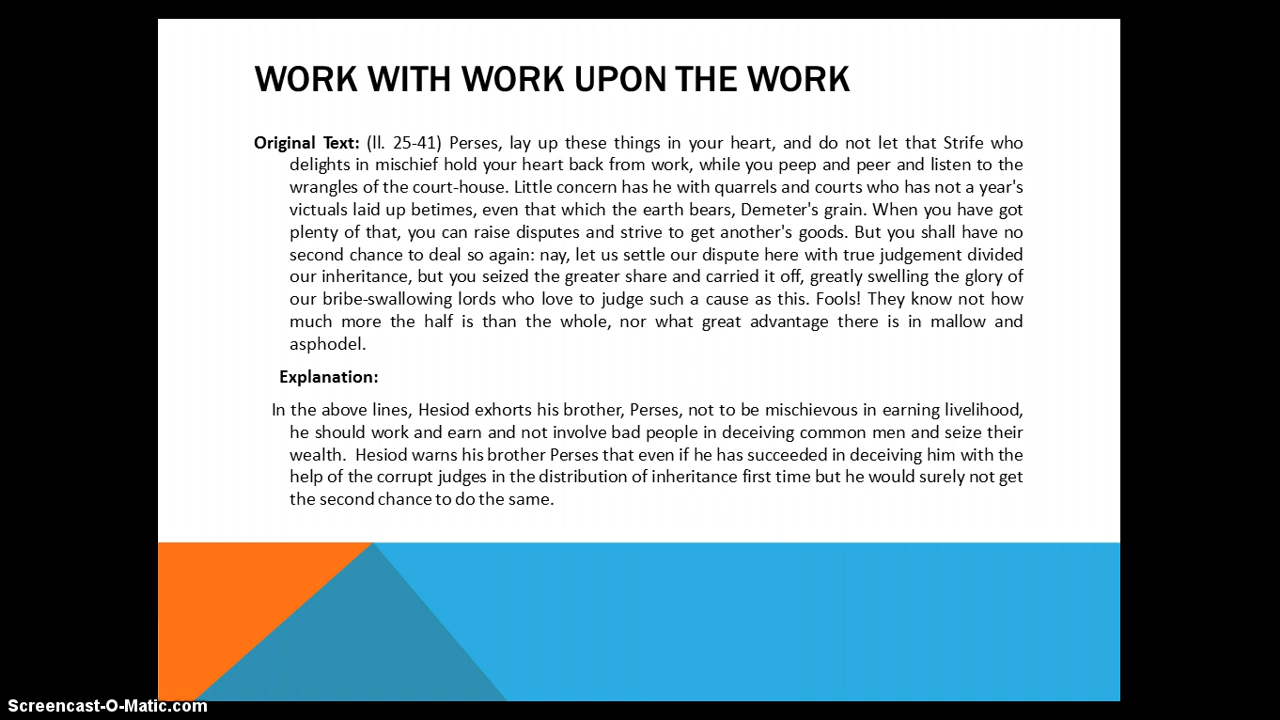 WORK WITH WORK UPON THE WORK
Original Text: (ll. 25-41) Perses, lay up these things in your heart, and do not let that Strife who
delights in mischief hold your heart back from work, while you peep and peer and listen to the
wrangles of the court-house. Little concern has he with quarrels and courts who has not a year's
victuals laid up betimes, even that which the earth bears, Demeter's grain. When you have got
plenty of that, you can raise disputes and strive to get another's goods. But you shall have no
second chance to deal so again: nay, let us settle our dispute here with true judgement divided
our inheritance, but you seized the greater share and carried it off, greatly swelling the glory of
our bribe-swallowing lords who love to judge such a cause as this. Fools! They know not how
much more the half is than the whole, nor what great advantage there is in mallow and
asphodel.
Explanation:
In the above lines, Hesiod exhorts his brother, Perses, not to be mischievous in earning livelihood,
he should work and earn and not involve bad people in deceiving common men and seize their
wealth. Hesiod warns his brother Perses that even if he has succeeded in deceiving him with the
help of the corrupt judges in the distribution of inheritance first time but he would surely not get
the second chance to do the same.
Screencast-O-Matic.com